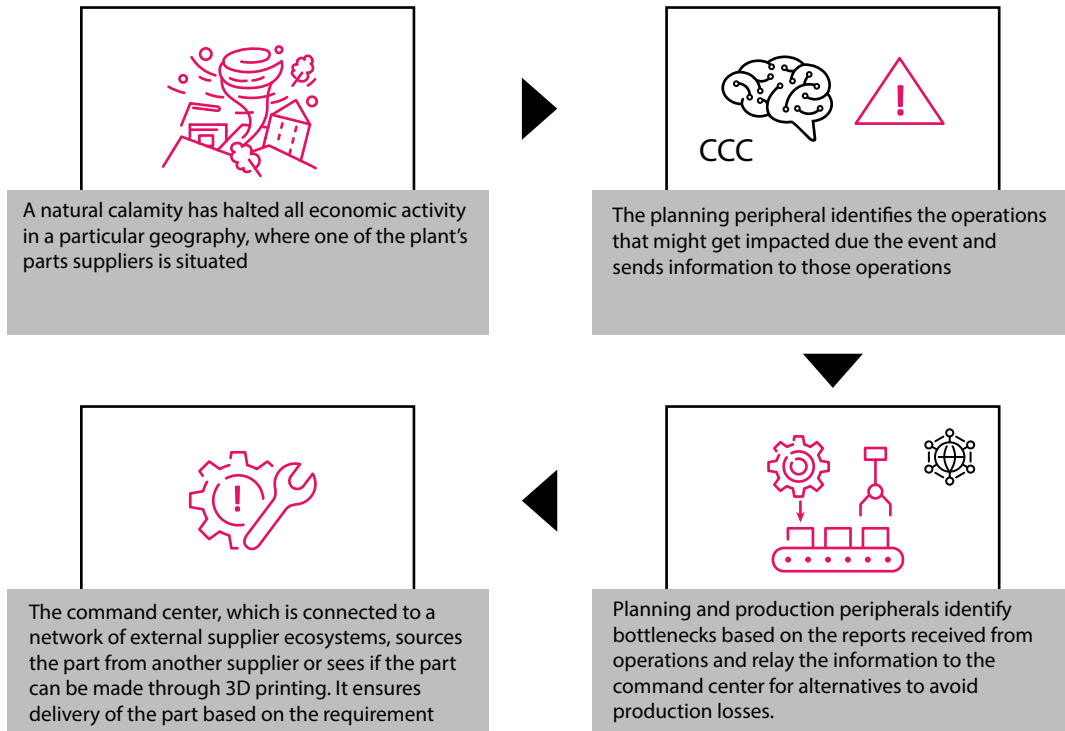 A natural calamity has halted all economic activity
in a particular geography, where one of the plant's
parts suppliers is situated
CCC
The planning peripheral identifies the operations
that might get impacted due the event and
sends information to those operations
Planning and production peripherals identify
bottlenecks based on the reports received from
operations and relay the information to the
command center for alternatives to avoid
production losses.
The command center, which is connected to a
network of external supplier ecosystems, sources
the part from another supplier or sees if the part
can be made through 3D printing. It ensures
delivery of the part based on the requirement